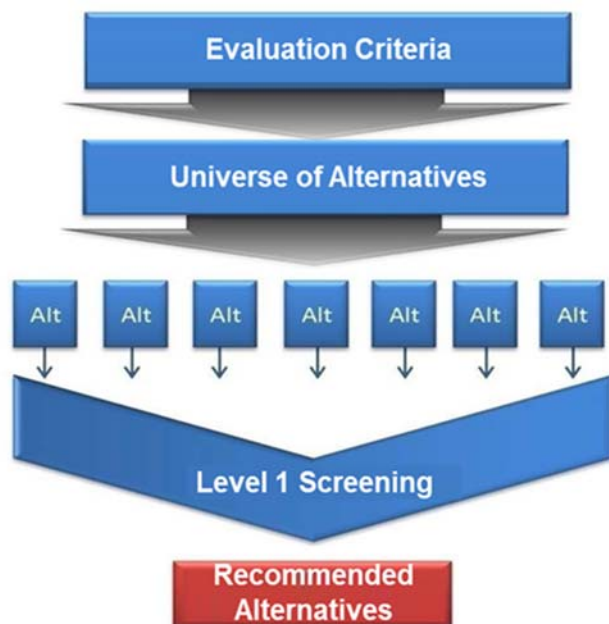 Evaluation Criteria
Universe of Alternatives
Alt Alt Alt Alt Alt Alt Alt
Level 1 Screening
Recommended
Alternatives